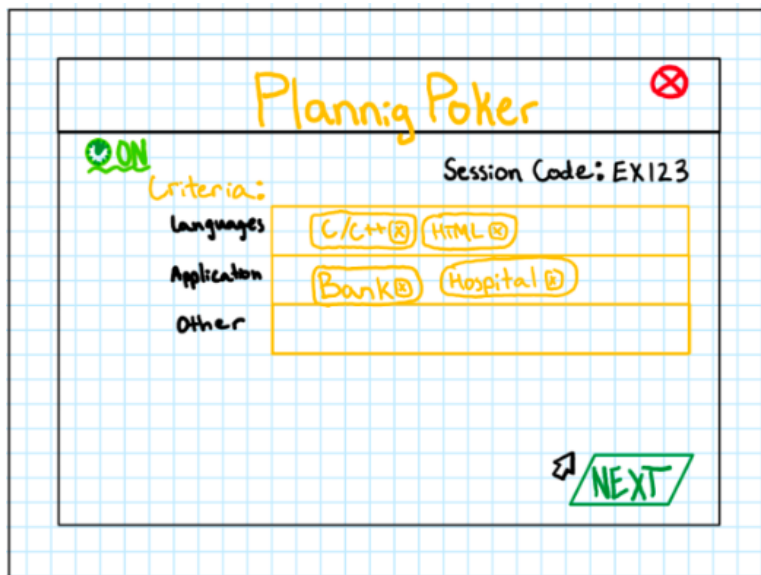 Plannig Poker
ON
Session Code: EX123
Criteria:
Languages C/C++ HTML
Application Bank Hospital
Other
NEXT